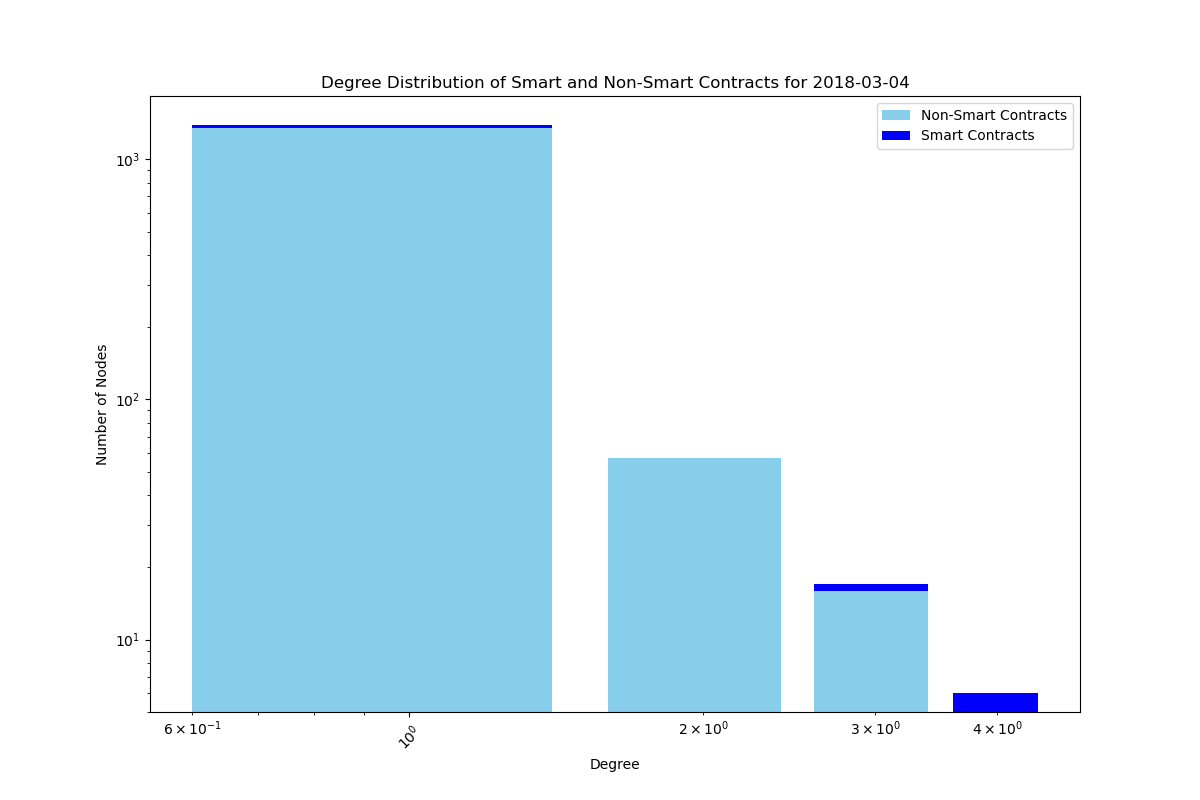 Degree Distribution of Smart and Non-Smart Contracts for 2018-03-04
Non-Smart Contracts
Smart Contracts
Number of Nodes
10³
10²
10¹
6 × 10⁻¹
10⁰
2 × 10⁰
3 × 10⁰
4 × 10⁰
Degree